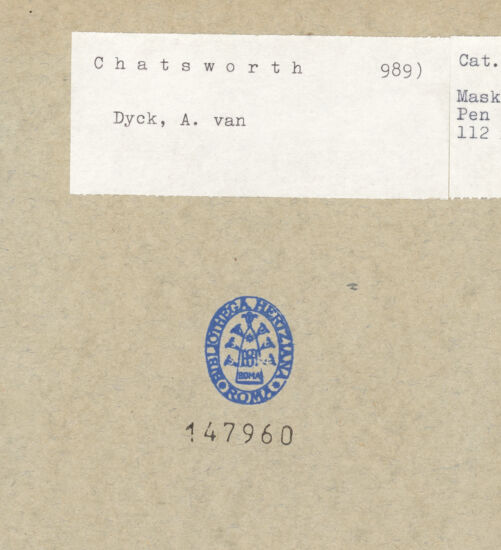 C h a t s w o r t h 989)
Dyck, A. van
Cat.
Mask
Pen
112
BIBLIOTHECA HERTZIANA
ROMA
ROMA
147960